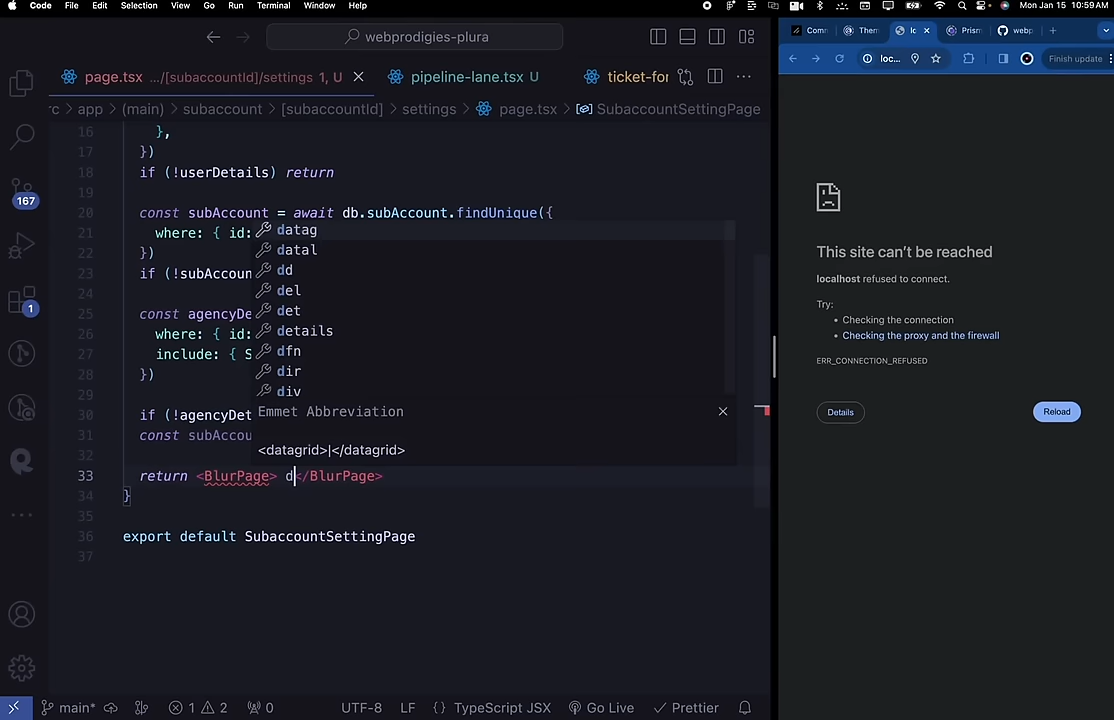 Code File Edit Selection View Go Run Terminal Window Help Mon Jan 15 10:59 AM
webprodigies-plura
page.tsx .../[subaccountId]/settings 1, U
pipeline-lane.tsx U
ticket-for
rc > app > (main) > subaccount > [subaccountId] > settings > page.tsx > SubaccountSettingPage
16 },
17 })
18 if (!userDetails) return
19
20 const subAccount = await db.subAccount.findUnique({
21 where: { id:
22 })
23 if (!subAccoun
24
25 const agencyDe
26 where: { id:
27 include: { S
28 })
29
30 if (!agencyDet
31 const subAccou
32
33 return <BlurPage> d</BlurPage>
34 }
35
36 export default SubaccountSettingPage
37
datag
datal
dd
del
det
details
dfn
dir
div
Emmet Abbreviation
<datagrid>|</datagrid>
167
1
main* 1 2 0 UTF-8 LF {} TypeScript JSX Go Live Prettier
Comm
Them
lc
Prism
webp
loc...
Finish update
This site can't be reached
localhost refused to connect.
Try:
• Checking the connection
• Checking the proxy and the firewall
ERR_CONNECTION_REFUSED
Details
Reload